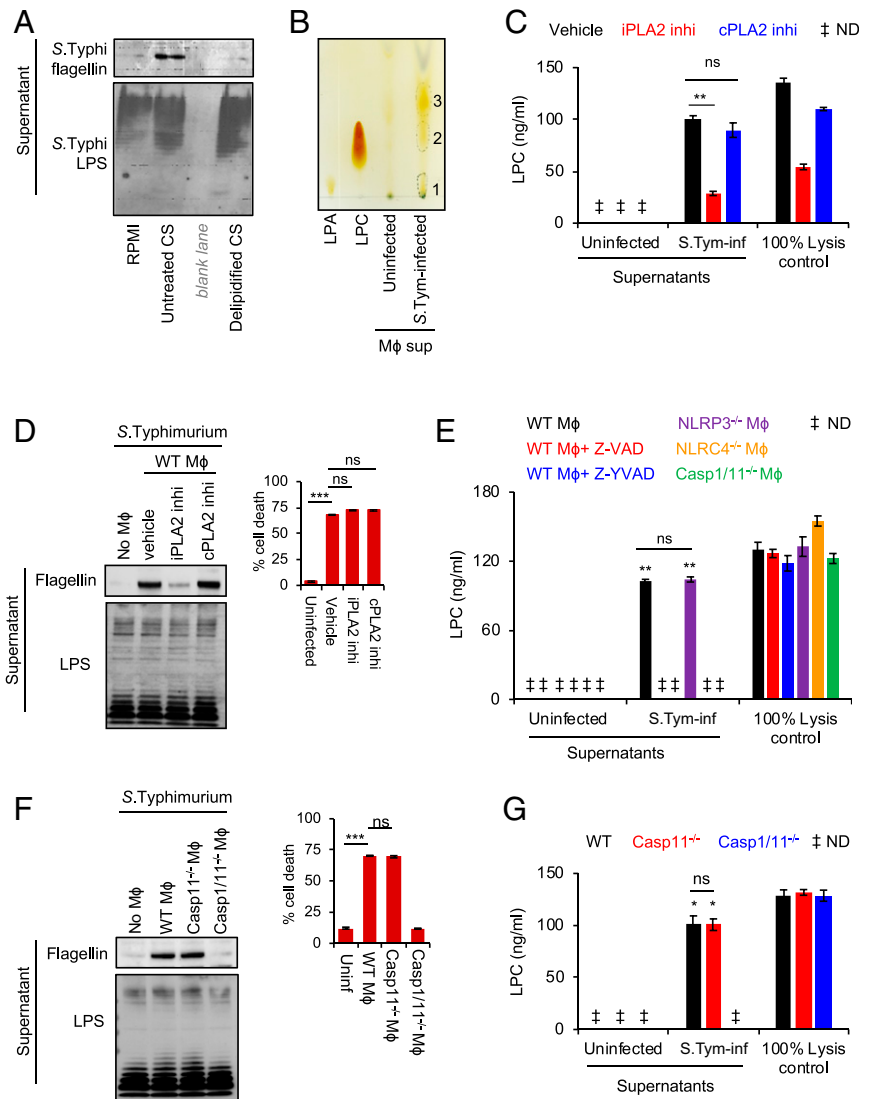 A
Supernatant
S.Typhi
flagellin
S.Typhi
LPS
RPMI
Untreated CS
blank lane
Delipidified CS
B
3
2
1
LPA
LPC
Uninfected
S.Tym-infected
Mϕ sup
C
Vehicle iPLA2 inhi cPLA2 inhi ‡ ND
LPC (ng/ml)
150
100
50
0
ns
**
‡ ‡ ‡
Uninfected S.Tym-inf 100% Lysis
control
Supernatants
D
S.Typhimurium
WT Mϕ
No Mϕ
vehicle
iPLA2 inhi
cPLA2 inhi
Supernatant
Flagellin
LPS
% cell death
100
75
50
25
0
ns
*** ns
Uninfected
Vehicle
iPLA2 inhi
cPLA2 inhi
E
WT Mϕ NLRP3-/- Mϕ ‡ ND
WT Mϕ+ Z-VAD NLRC4-/- Mϕ
WT Mϕ+ Z-YVAD Casp1/11-/- Mϕ
LPC (ng/ml)
180
120
60
0
ns
** **
‡‡ ‡‡‡‡ ‡‡ ‡‡
Uninfected S.Tym-inf 100% Lysis
control
Supernatants
F
S.Typhimurium
No Mϕ
WT Mϕ
Casp11-/- Mϕ
Casp1/11-/- Mϕ
Supernatant
Flagellin
LPS
% cell death
100
75
50
25
0
ns
***
Uninf
WT Mϕ
Casp11-/- Mϕ
Casp1/11-/- Mϕ
G
WT Casp11-/- Casp1/11-/- ‡ ND
LPC (ng/ml)
150
100
50
0
ns
* *
‡ ‡ ‡ ‡
Uninfected S.Tym-inf 100% Lysis
control
Supernatants